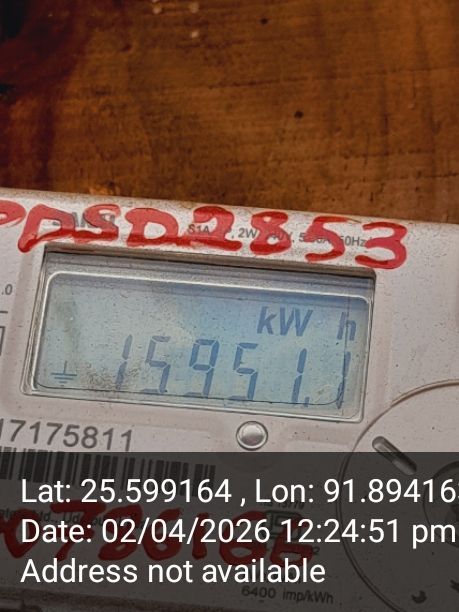 PDSD2853
kW h
15951.1
17175811
Lat: 25.599164 , Lon: 91.894163
Date: 02/04/2026 12:24:51 pm
Address not available
6400 imp/kWh